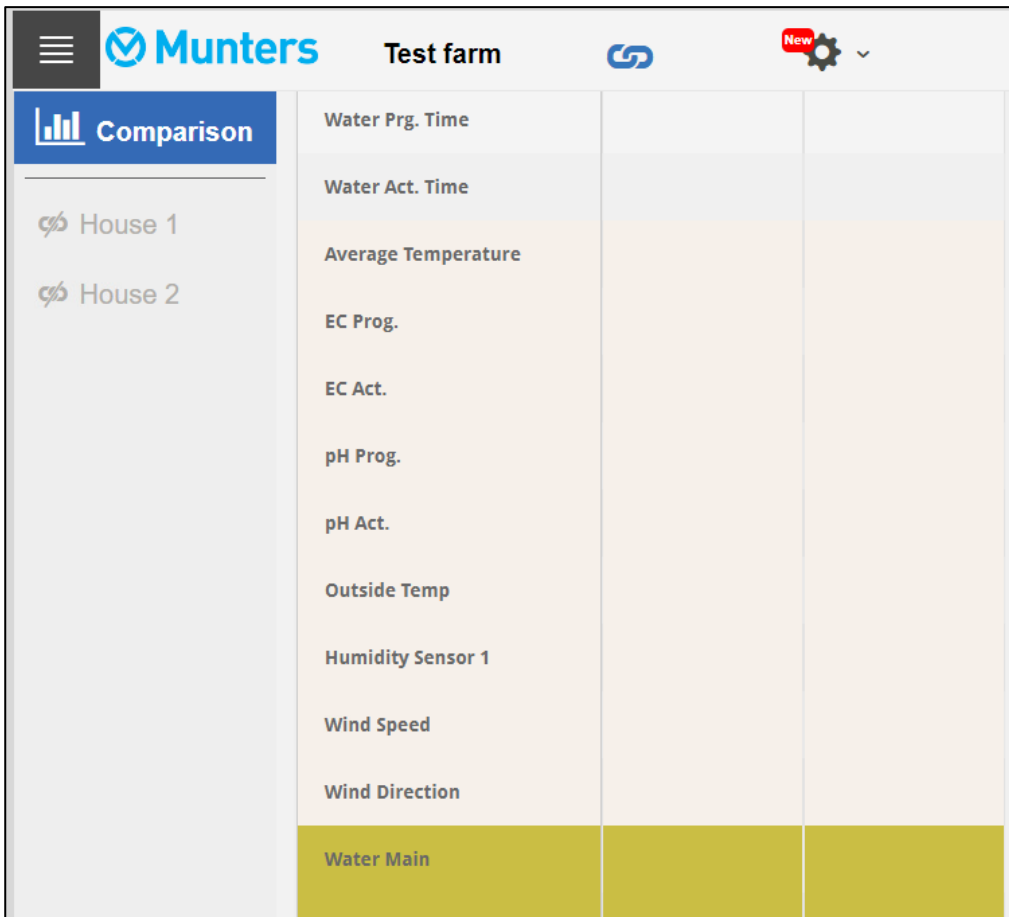 Munters
Test farm
New
Comparison
House 1
House 2
Water Prg. Time
Water Act. Time
Average Temperature
EC Prog.
EC Act.
pH Prog.
pH Act.
Outside Temp
Humidity Sensor 1
Wind Speed
Wind Direction
Water Main